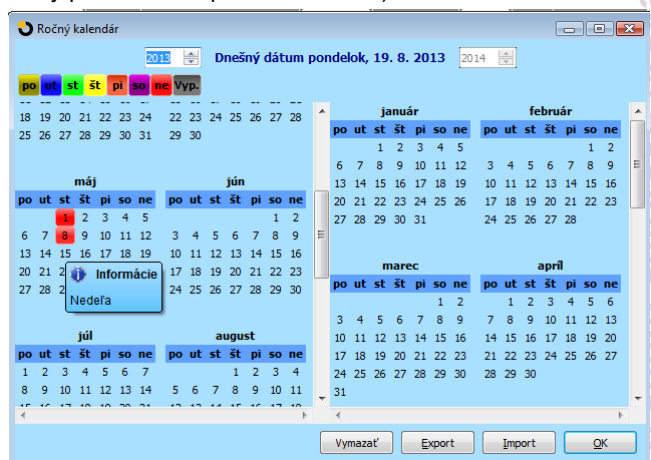 Ročný kalendár
2013 Dnešný dátum pondelok, 19. 8. 2013 2014
po ut st št pi so ne Vyp.
18 19 20 21 22 23 24 22 23 24 25 26 27 28
25 26 27 28 29 30 31 29 30
máj jún
po ut st št pi so ne po ut st št pi so ne
1 2 3 4 5 1 2
6 7 8 9 10 11 12 3 4 5 6 7 8 9
13 14 15 16 17 18 19 10 11 12 13 14 15 16
20 21 2 17 18 19 20 21 22 23
27 28 2 24 25 26 27 28 29 30
Informácie
Nedeľa
júl august
po ut st št pi so ne po ut st št pi so ne
1 2 3 4 5 6 7 1 2 3 4
8 9 10 11 12 13 14 5 6 7 8 9 10 11
január február
po ut st št pi so ne po ut st št pi so ne
1 2 3 4 5 1 2
6 7 8 9 10 11 12 3 4 5 6 7 8 9
13 14 15 16 17 18 19 10 11 12 13 14 15 16
20 21 22 23 24 25 26 17 18 19 20 21 22 23
27 28 29 30 31 24 25 26 27 28
marec apríl
po ut st št pi so ne po ut st št pi so ne
1 2 1 2 3 4 5 6
3 4 5 6 7 8 9 7 8 9 10 11 12 13
10 11 12 13 14 15 16 14 15 16 17 18 19 20
17 18 19 20 21 22 23 21 22 23 24 25 26 27
24 25 26 27 28 29 30 28 29 30
31
Vymazať Export Import OK